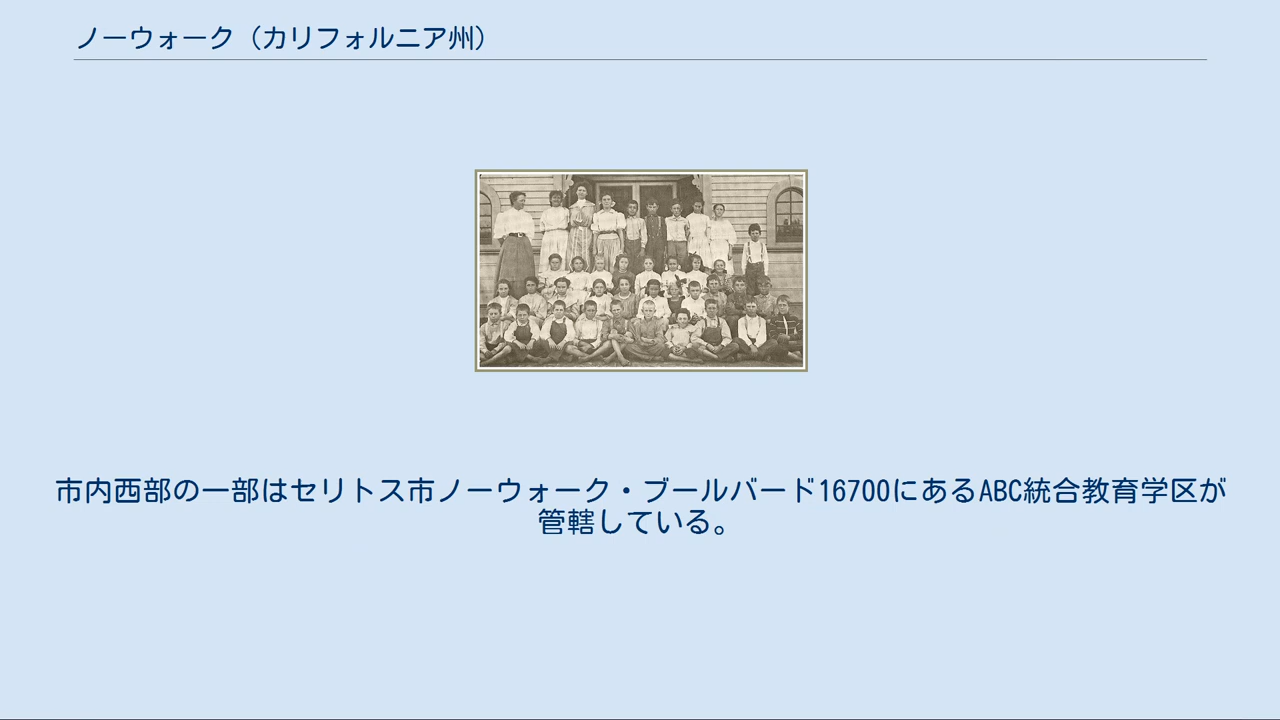 ノーウォーク（カリフォルニア州）
市内西部の一部はセリトス市ノーウォーク・ブールバード16700にあるABC統合教育学区が
管轄している。